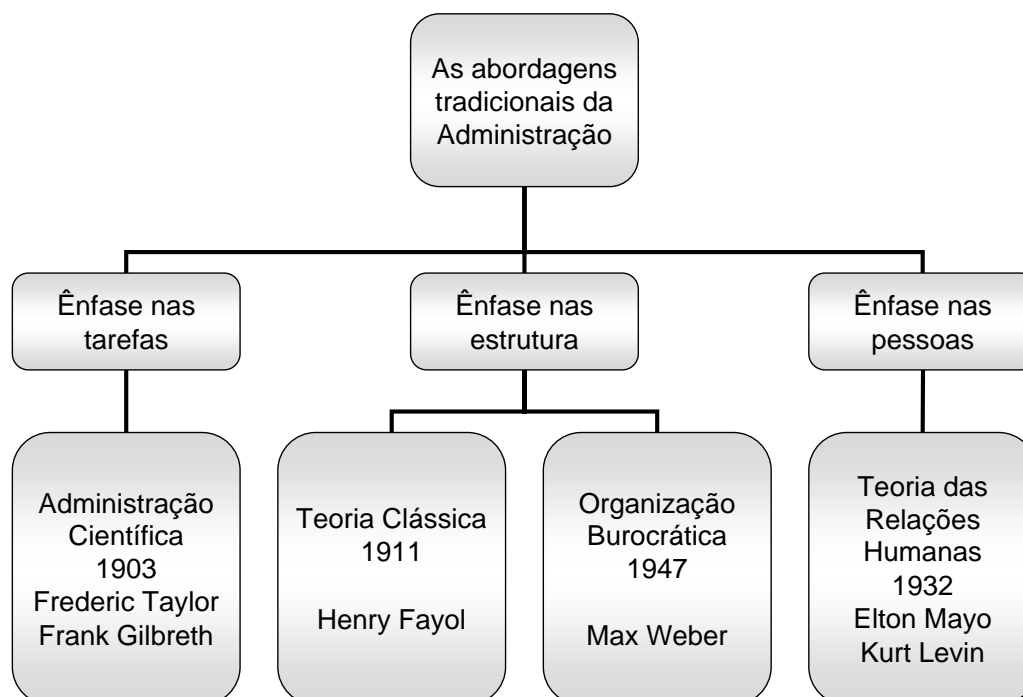 As abordagens
tradicionais da
Administração
Ênfase nas
tarefas
Ênfase nas
estrutura
Ênfase nas
pessoas
Administração
Científica
1903
Frederic Taylor
Frank Gilbreth
Teoria Clássica
1911
Henry Fayol
Organização
Burocrática
1947
Max Weber
Teoria das
Relações
Humanas
1932
Elton Mayo
Kurt Levin